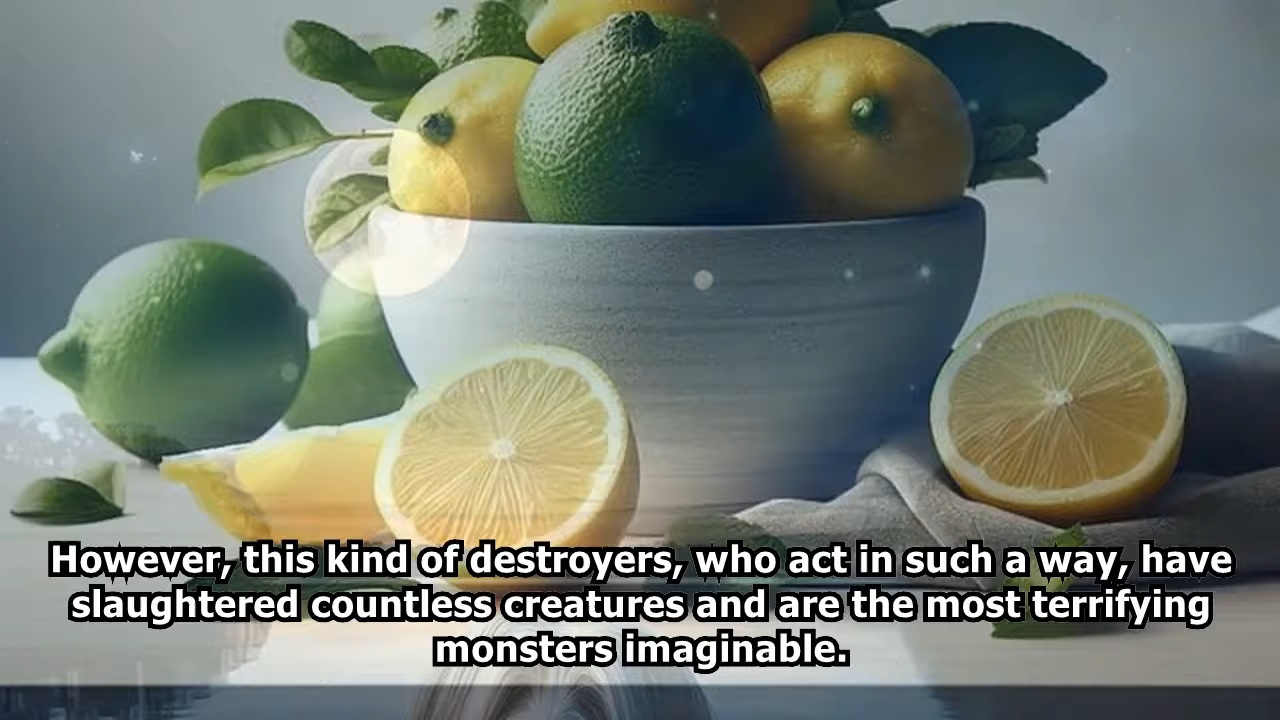 However, this kind of destroyers, who act in such a way, have
slaughtered countless creatures and are the most terrifying
monsters imaginable.